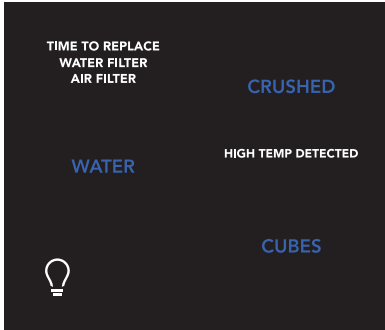 TIME TO REPLACE
WATER FILTER
AIR FILTER
CRUSHED
HIGH TEMP DETECTED
WATER
CUBES